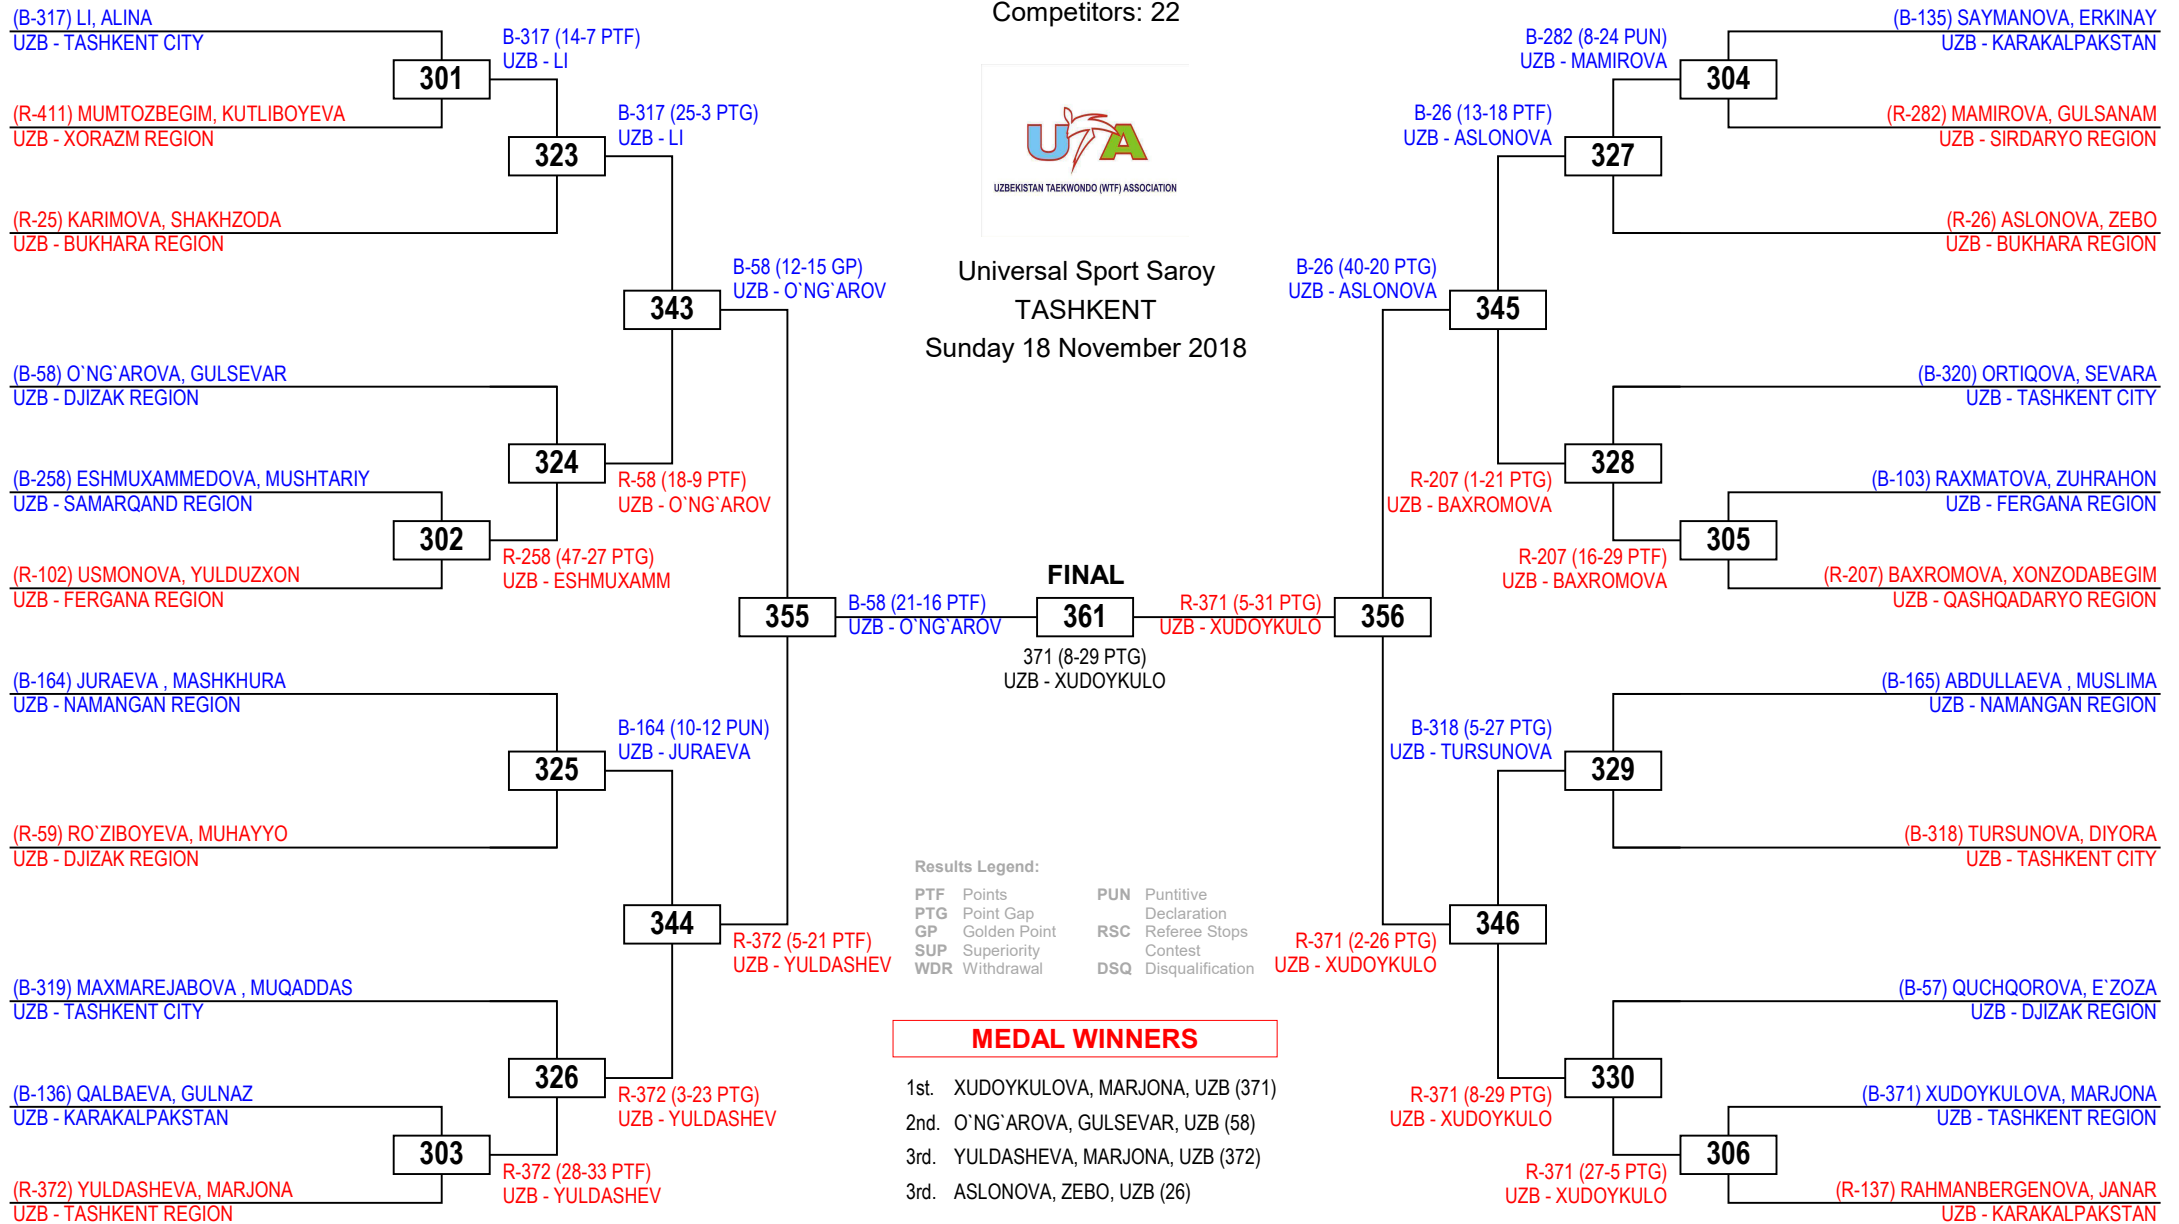 (B-317) LI, ALINA
UZB - TASHKENT CITY
301
(R-411) MUMTOZBEGIM, KUTLIBOYEVA
UZB - XORAZM REGION
B-317 (14-7 PTF)
UZB - LI
323
(R-25) KARIMOVA, SHAKHZODA
UZB - BUKHARA REGION
B-317 (25-3 PTG)
UZB - LI
343
(B-58) O`NG`AROVA, GULSEVAR
UZB - DJIZAK REGION
324
(B-258) ESHMUXAMMEDOVA, MUSHTARIY
UZB - SAMARQAND REGION
302
(R-102) USMONOVA, YULDUZXON
UZB - FERGANA REGION
R-258 (47-27 PTG)
UZB - ESHMUXAMM
R-58 (18-9 PTF)
UZB - O`NG`AROV
B-58 (12-15 GP)
UZB - O`NG`AROV
355
(B-164) JURAEVA , MASHKHURA
UZB - NAMANGAN REGION
325
(R-59) RO`ZIBOYEVA, MUHAYYO
UZB - DJIZAK REGION
B-164 (10-12 PUN)
UZB - JURAEVA
344
(B-319) MAXMAREJABOVA , MUQADDAS
UZB - TASHKENT CITY
326
(B-136) QALBAEVA, GULNAZ
UZB - KARAKALPAKSTAN
303
(R-372) YULDASHEVA, MARJONA
UZB - TASHKENT REGION
R-372 (28-33 PTF)
UZB - YULDASHEV
R-372 (3-23 PTG)
UZB - YULDASHEV
R-372 (5-21 PTF)
UZB - YULDASHEV
Competitors: 22
UTA
UZBEKISTAN TAEKWONDO (WTF) ASSOCIATION
Universal Sport Saroy
TASHKENT
Sunday 18 November 2018
FINAL
B-58 (21-16 PTF)
UZB - O`NG`AROV
361
R-371 (5-31 PTG)
UZB - XUDOYKULO
371 (8-29 PTG)
UZB - XUDOYKULO
Results Legend:
PTF Points
PTG Point Gap
GP Golden Point
SUP Superiority
WDR Withdrawal
PUN Puntitive
Declaration
RSC Referee Stops
Contest
DSQ Disqualification
MEDAL WINNERS
1st. XUDOYKULOVA, MARJONA, UZB (371)
2nd. O`NG`AROVA, GULSEVAR, UZB (58)
3rd. YULDASHEVA, MARJONA, UZB (372)
3rd. ASLONOVA, ZEBO, UZB (26)
(B-135) SAYMANOVA, ERKINAY
UZB - KARAKALPAKSTAN
304
(R-282) MAMIROVA, GULSANAM
UZB - SIRDARYO REGION
B-282 (8-24 PUN)
UZB - MAMIROVA
327
(R-26) ASLONOVA, ZEBO
UZB - BUKHARA REGION
B-26 (13-18 PTF)
UZB - ASLONOVA
345
B-26 (40-20 PTG)
UZB - ASLONOVA
(B-320) ORTIQOVA, SEVARA
UZB - TASHKENT CITY
328
(B-103) RAXMATOVA, ZUHRAHON
UZB - FERGANA REGION
305
(R-207) BAXROMOVA, XONZODABEGIM
UZB - QASHQADARYO REGION
R-207 (16-29 PTF)
UZB - BAXROMOVA
R-207 (1-21 PTG)
UZB - BAXROMOVA
356
(B-165) ABDULLAEVA , MUSLIMA
UZB - NAMANGAN REGION
329
(B-318) TURSUNOVA, DIYORA
UZB - TASHKENT CITY
B-318 (5-27 PTG)
UZB - TURSUNOVA
346
R-371 (2-26 PTG)
UZB - XUDOYKULO
(B-57) QUCHQOROVA, E`ZOZA
UZB - DJIZAK REGION
330
(B-371) XUDOYKULOVA, MARJONA
UZB - TASHKENT REGION
306
(R-137) RAHMANBERGENOVA, JANAR
UZB - KARAKALPAKSTAN
R-371 (27-5 PTG)
UZB - XUDOYKULO
R-371 (8-29 PTG)
UZB - XUDOYKULO